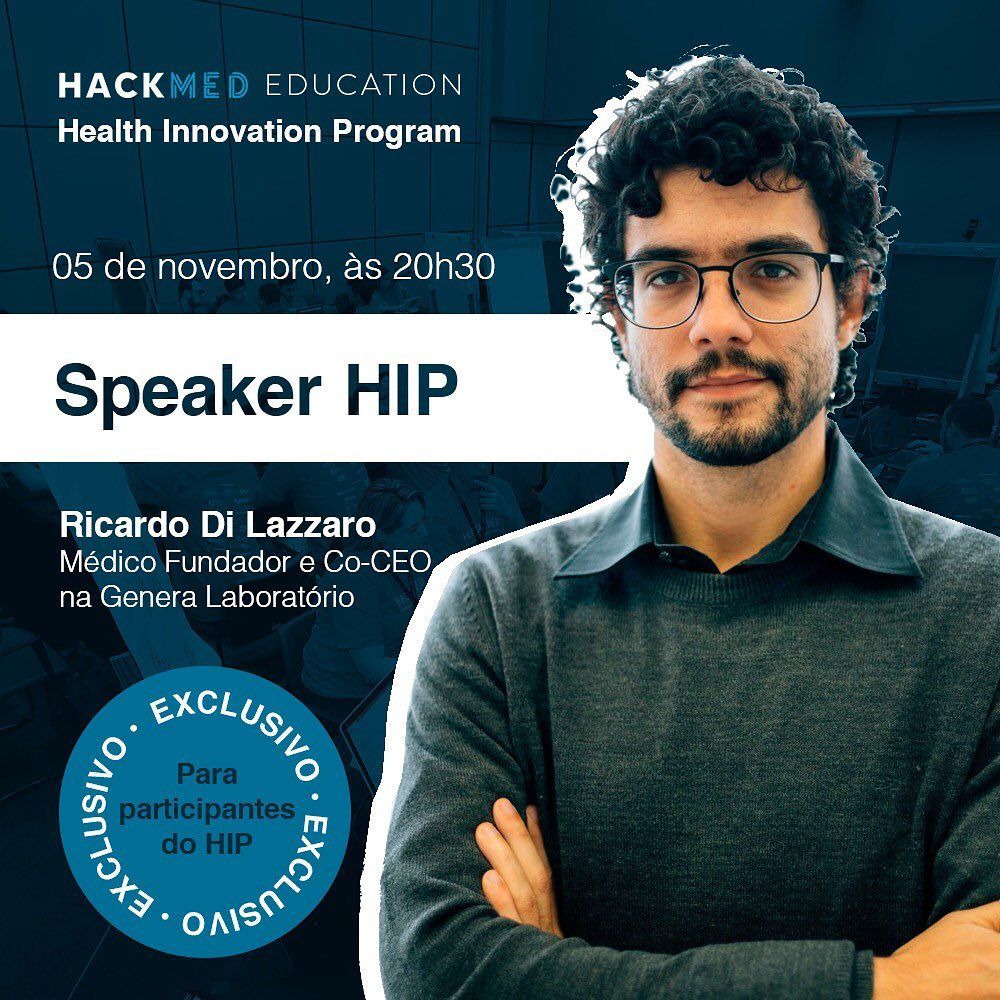 HACKMED EDUCATION
Health Innovation Program
05 de novembro, às 20h30
Speaker HIP
Ricardo Di Lazzaro
Médico Fundador e Co-CEO
na Genera Laboratório
EXCLUSIVO · EXCLUSIVO · EXCLUSIVO · EXCLUSIVO ·
Para
participantes
do HIP